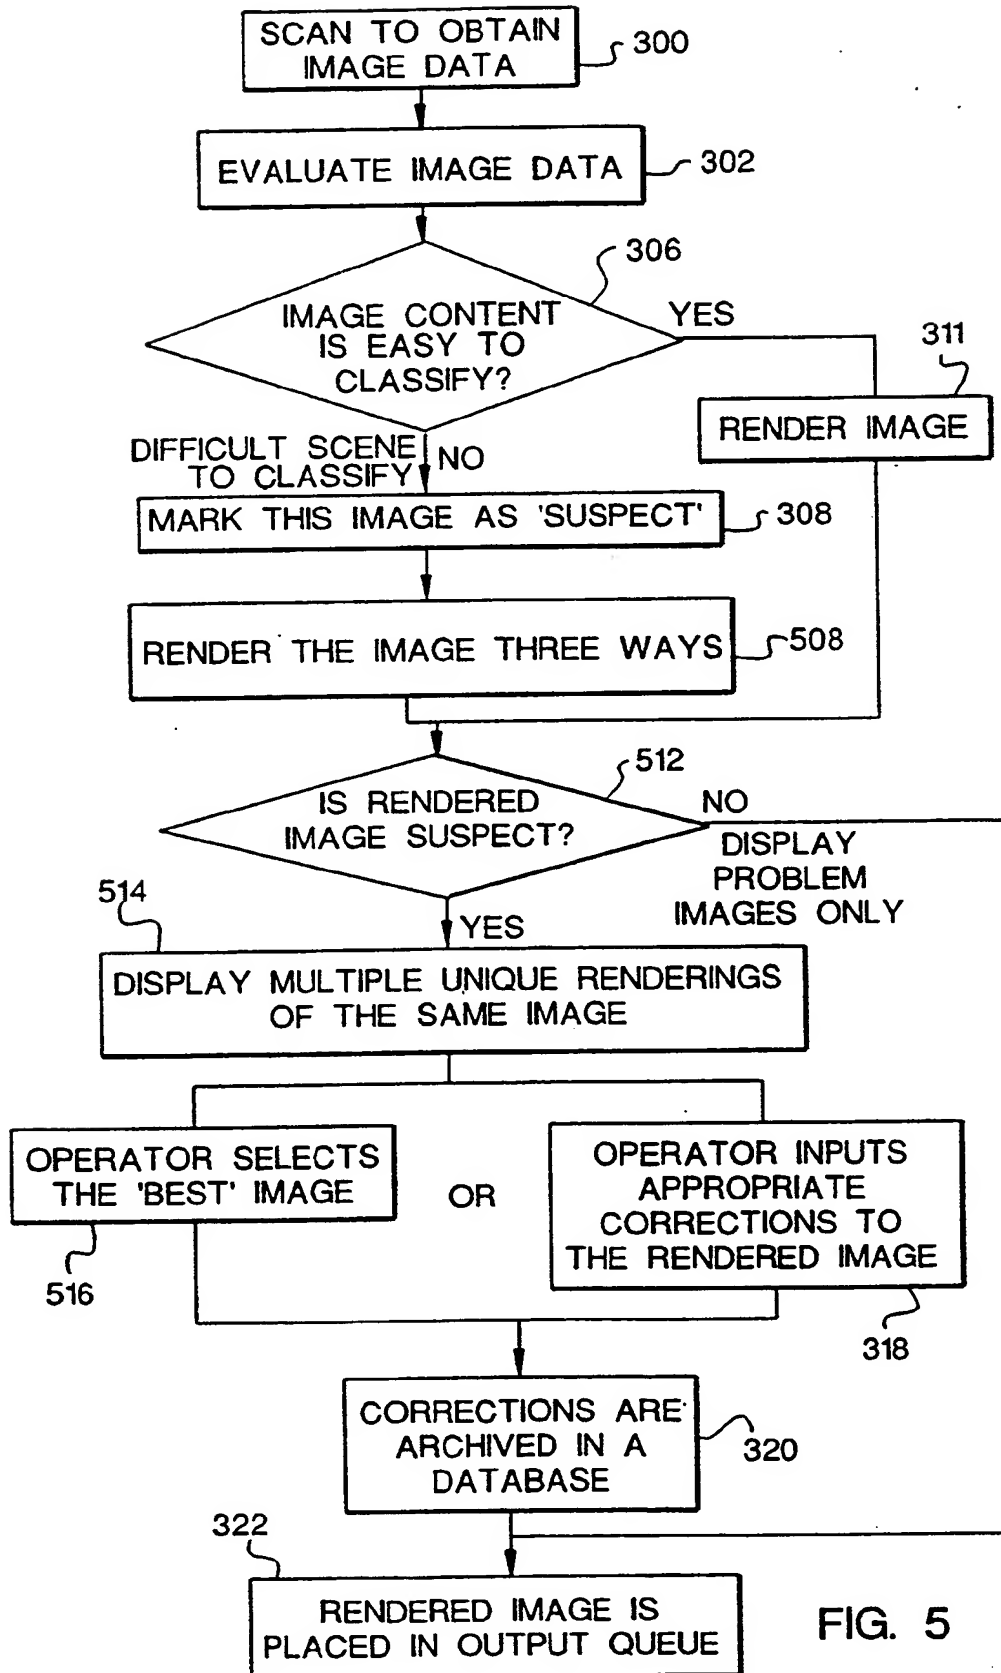 SCAN TO OBTAIN
IMAGE DATA
300
EVALUATE IMAGE DATA
302
306
IMAGE CONTENT
IS EASY TO
CLASSIFY?
YES
311
RENDER IMAGE
DIFFICULT SCENE
TO CLASSIFY
NO
MARK THIS IMAGE AS 'SUSPECT'
308
RENDER THE IMAGE THREE WAYS
508
512
IS RENDERED
IMAGE SUSPECT?
NO
DISPLAY
PROBLEM
IMAGES ONLY
514
YES
DISPLAY MULTIPLE UNIQUE RENDERINGS
OF THE SAME IMAGE
OPERATOR SELECTS
THE 'BEST' IMAGE
516
OR
OPERATOR INPUTS
APPROPRIATE
CORRECTIONS TO
THE RENDERED IMAGE
318
CORRECTIONS ARE
ARCHIVED IN A
DATABASE
320
322
RENDERED IMAGE IS
PLACED IN OUTPUT QUEUE
FIG. 5